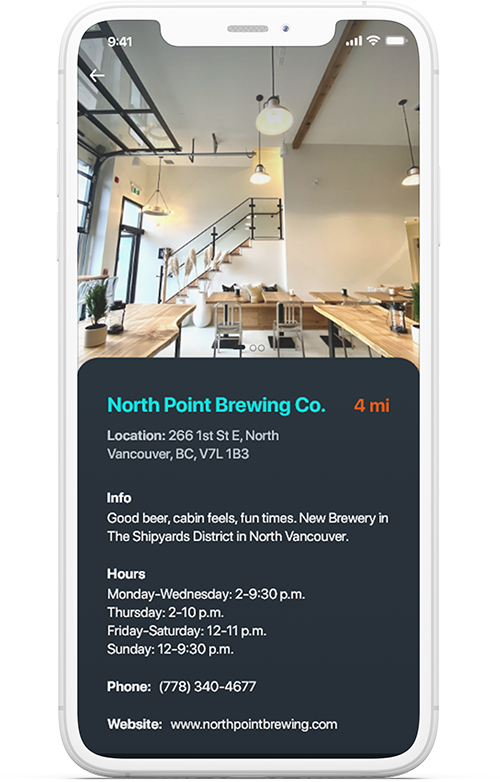 9:41
North Point Brewing Co. 4 mi
Location: 266 1st St E, North
Vancouver, BC, V7L 1B3
Info
Good beer, cabin feels, fun times. New Brewery in
The Shipyards District in North Vancouver.
Hours
Monday-Wednesday: 2-9:30 p.m.
Thursday: 2-10 p.m.
Friday-Saturday: 12-11 p.m.
Sunday: 12-9:30 p.m.
Phone: (778) 340-4677
Website: www.northpointbrewing.com